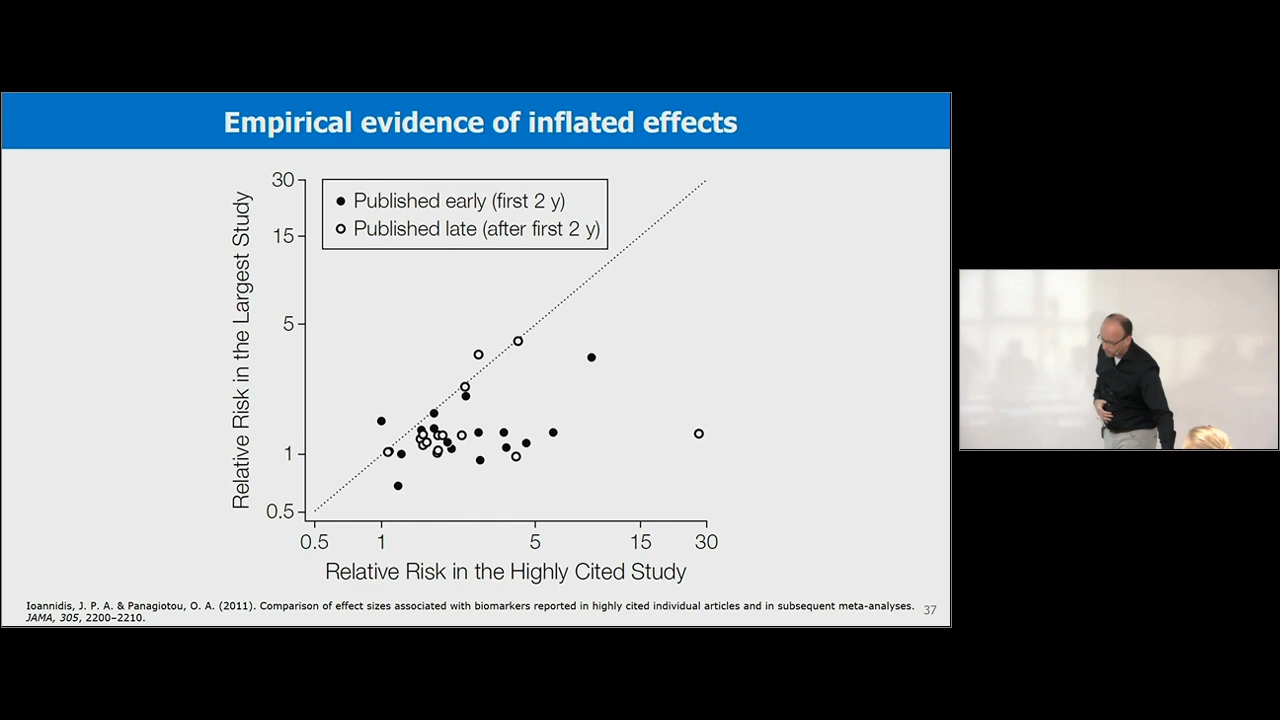 Empirical evidence of inflated effects
Relative Risk in the Largest Study
30
15
5
1
0.5
Published early (first 2 y)
Published late (after first 2 y)
0.5 1 5 15 30
Relative Risk in the Highly Cited Study
Ioannidis, J. P. A. & Panagiotou, O. A. (2011). Comparison of effect sizes associated with biomarkers reported in highly cited individual articles and in subsequent meta-analyses.
JAMA, 305, 2200–2210.
37